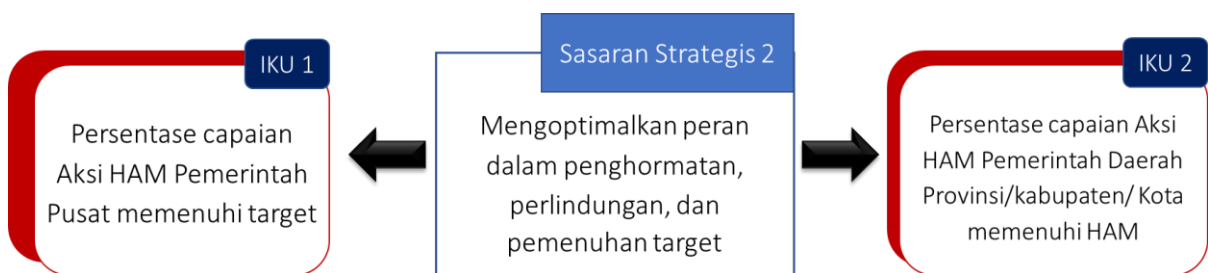 IKU 1
Persentase capaian
Aksi HAM Pemerintah
Pusat memenuhi target
Sasaran Strategis 2
Mengoptimalkan peran
dalam penghormatan,
perlindungan, dan
pemenuhan target
IKU 2
Persentase capaian Aksi
HAM Pemerintah Daerah
Provinsi/kabupaten/ Kota
memenuhi HAM